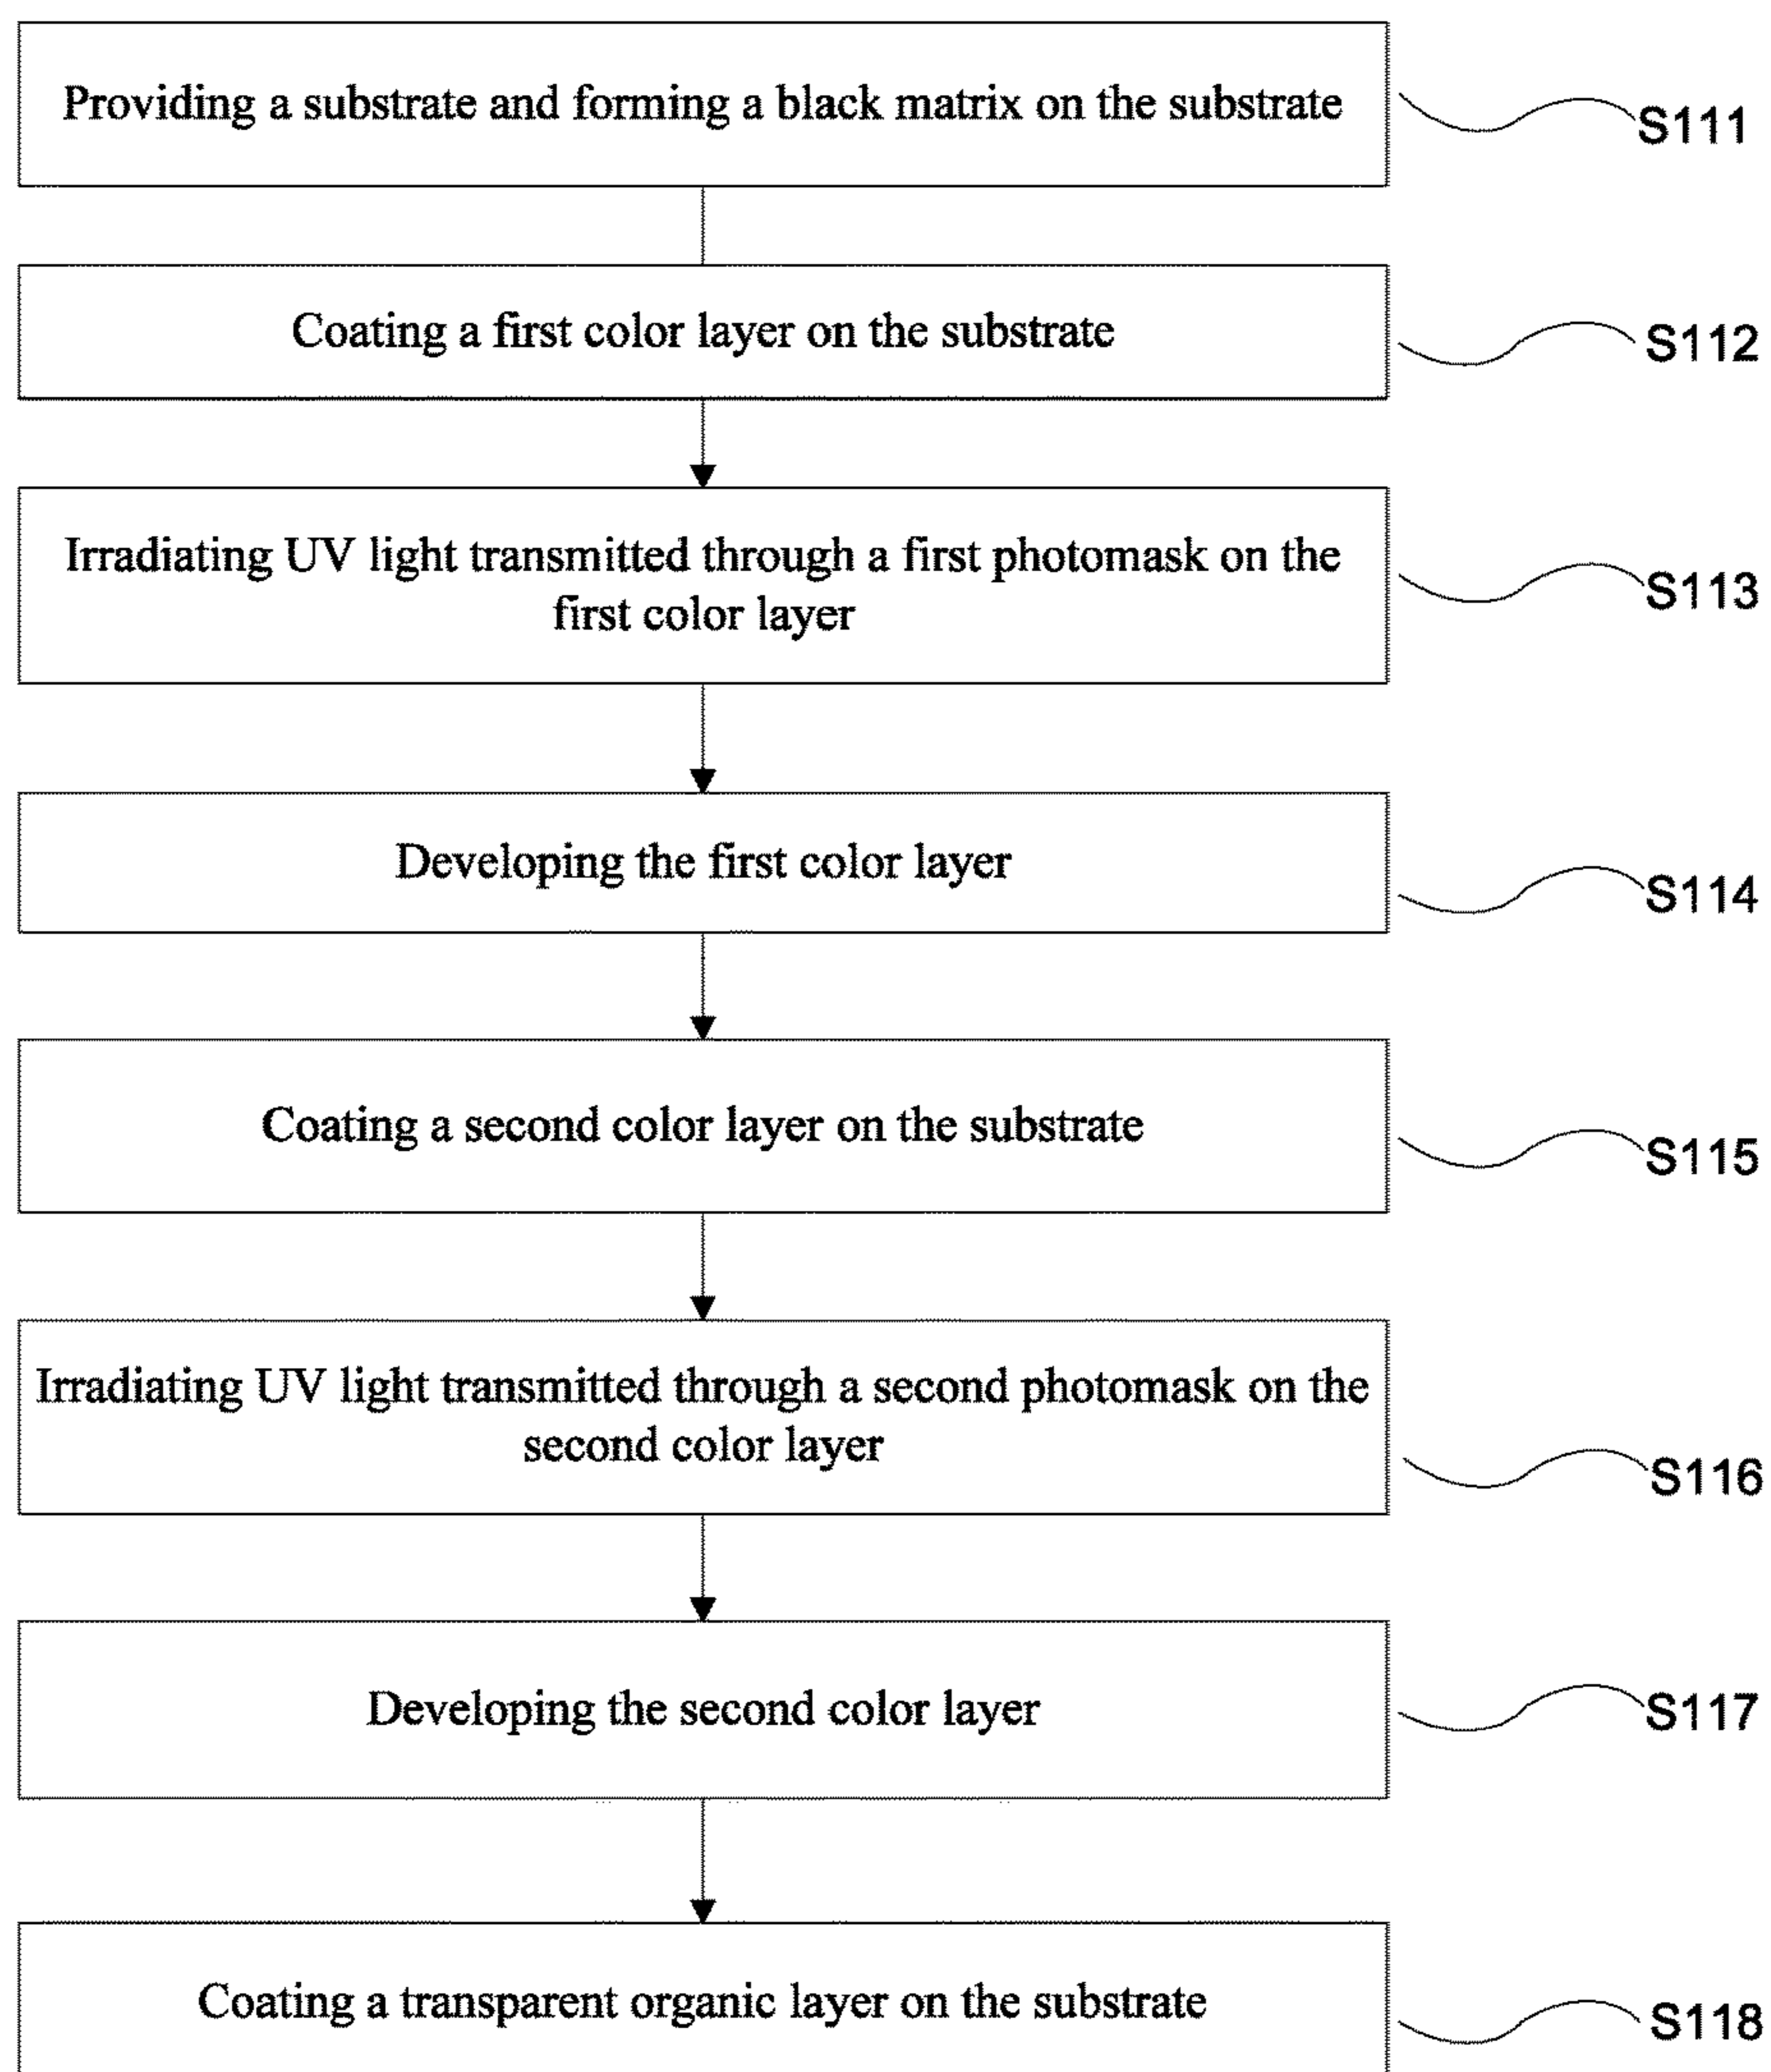 Providing a substrate and forming a black matrix on the substrate
S111
Coating a first color layer on the substrate
S112
Irradiating UV light transmitted through a first photomask on the
first color layer
S113
Developing the first color layer
S114
Coating a second color layer on the substrate
S115
Irradiating UV light transmitted through a second photomask on the
second color layer
S116
Developing the second color layer
S117
Coating a transparent organic layer on the substrate
S118